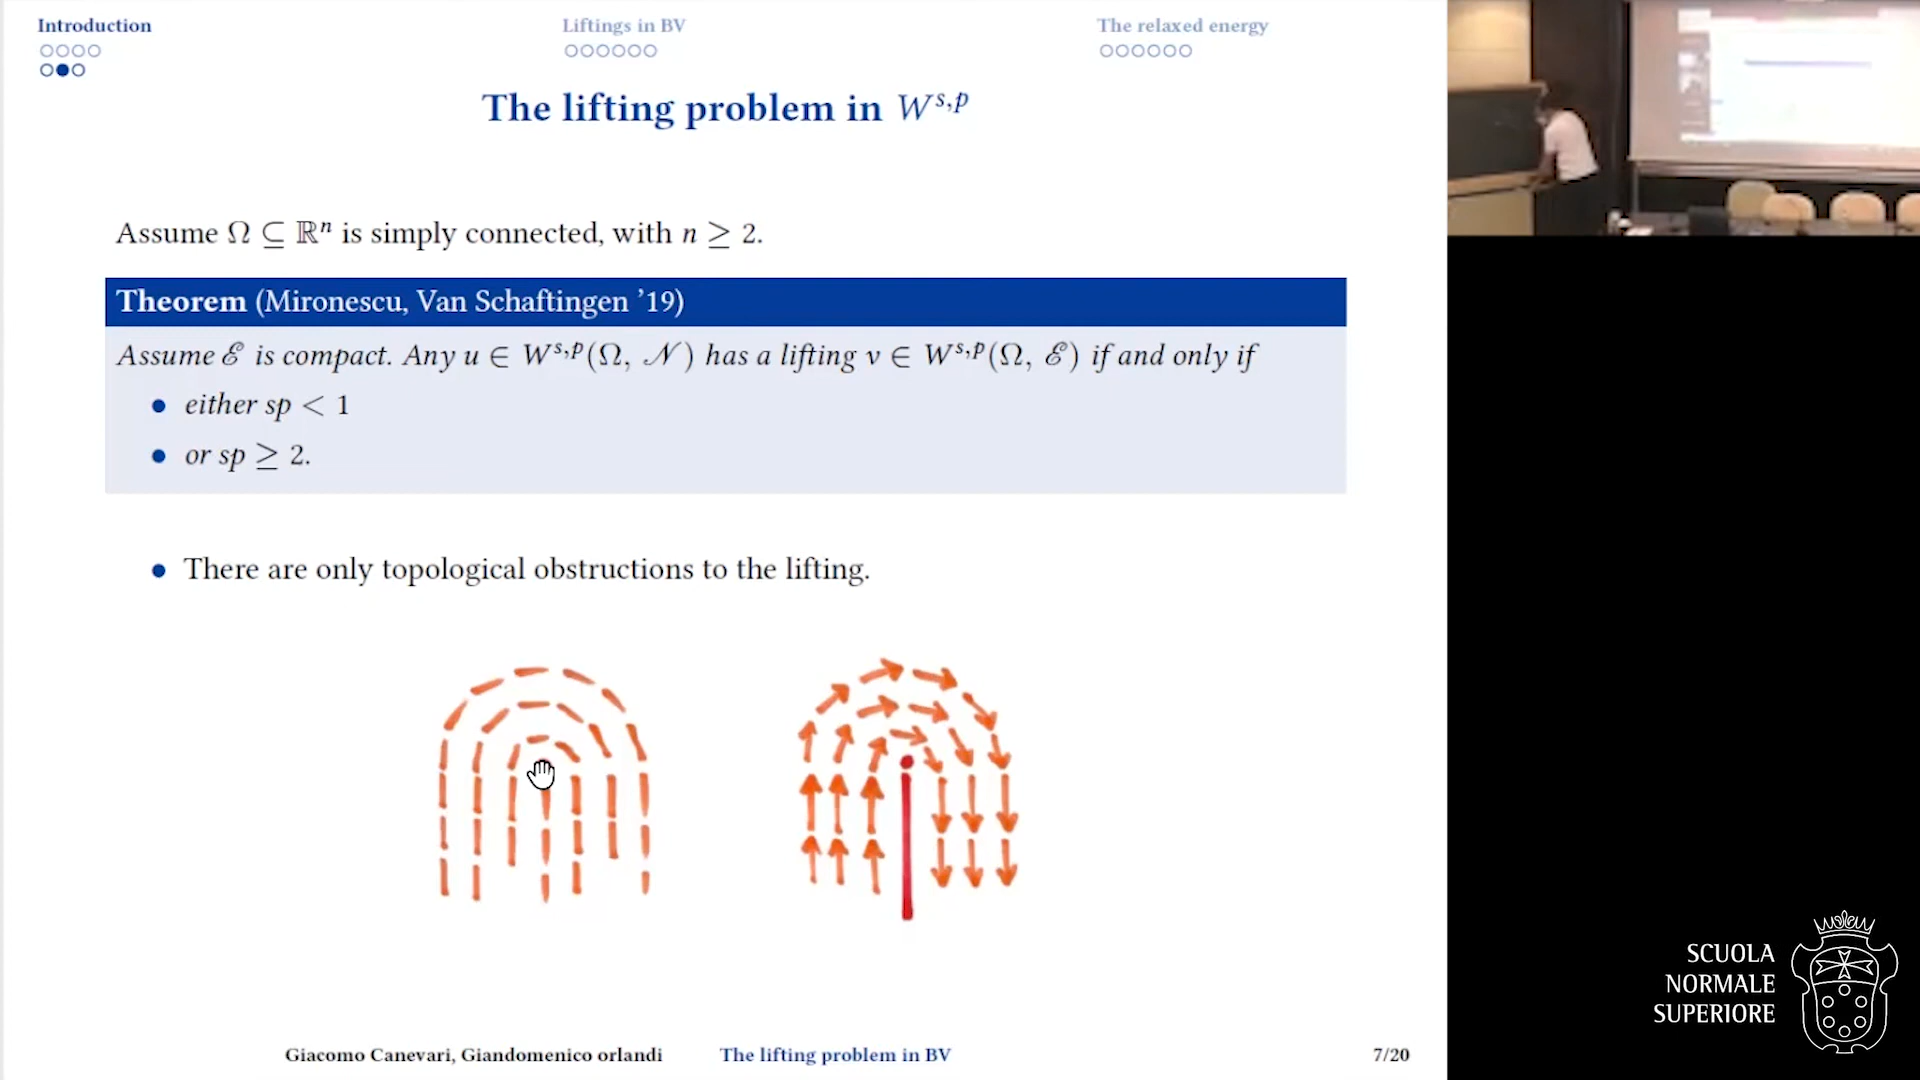 Introduction
Liftings in BV
The relaxed energy
The lifting problem in W^{s,p}
Assume Ω ⊆ ℝⁿ is simply connected, with n ≥ 2.
Theorem (Mironescu, Van Schaftingen ’19)
Assume ℰ is compact. Any u ∈ W^{s,p}(Ω, 𝒩) has a lifting v ∈ W^{s,p}(Ω, ℰ) if and only if
• either sp < 1
• or sp ≥ 2.
• There are only topological obstructions to the lifting.
Giacomo Canevari, Giandomenico orlandi
The lifting problem in BV
7/20
SCUOLA
NORMALE
SUPERIORE